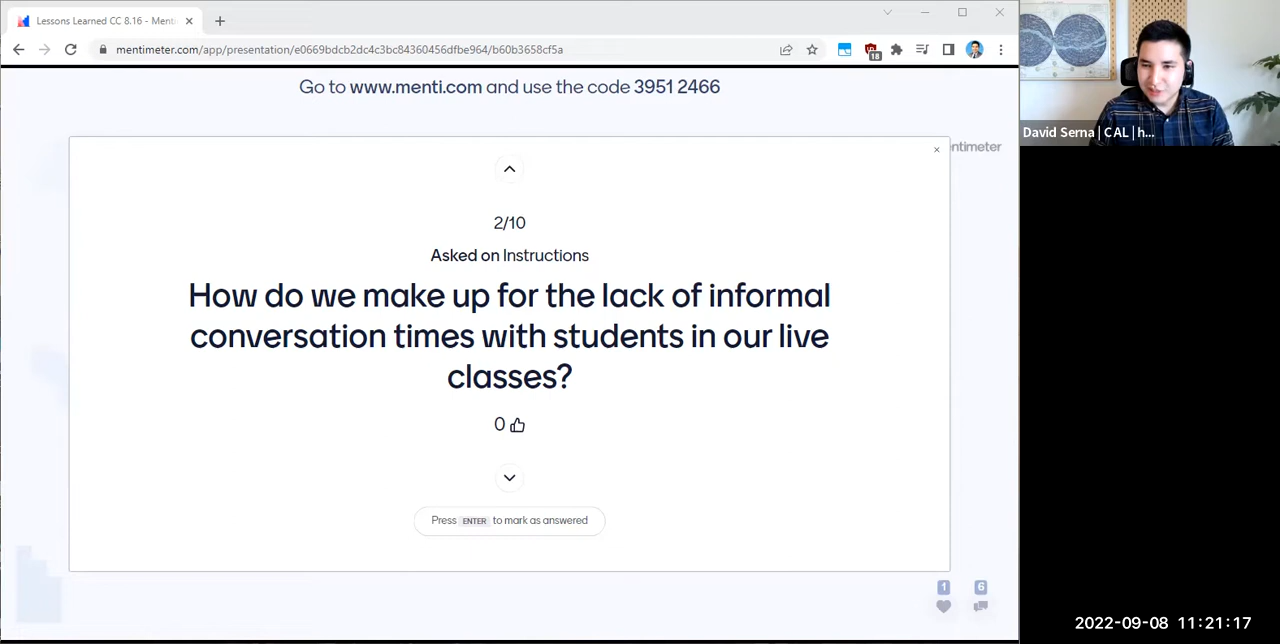 Lessons Learned CC 8.16 - Menti
mentimeter.com/app/presentation/e0669bdcb2dc4c3bc84360456dfbe964/b60b3658cf5a
18
Go to www.menti.com and use the code 3951 2466
ntimeter
2/10
Asked on Instructions
How do we make up for the lack of informal
conversation times with students in our live
classes?
0
Press ENTER to mark as answered
1 6
David Serna | CAL | h...
2022-09-08 11:21:17